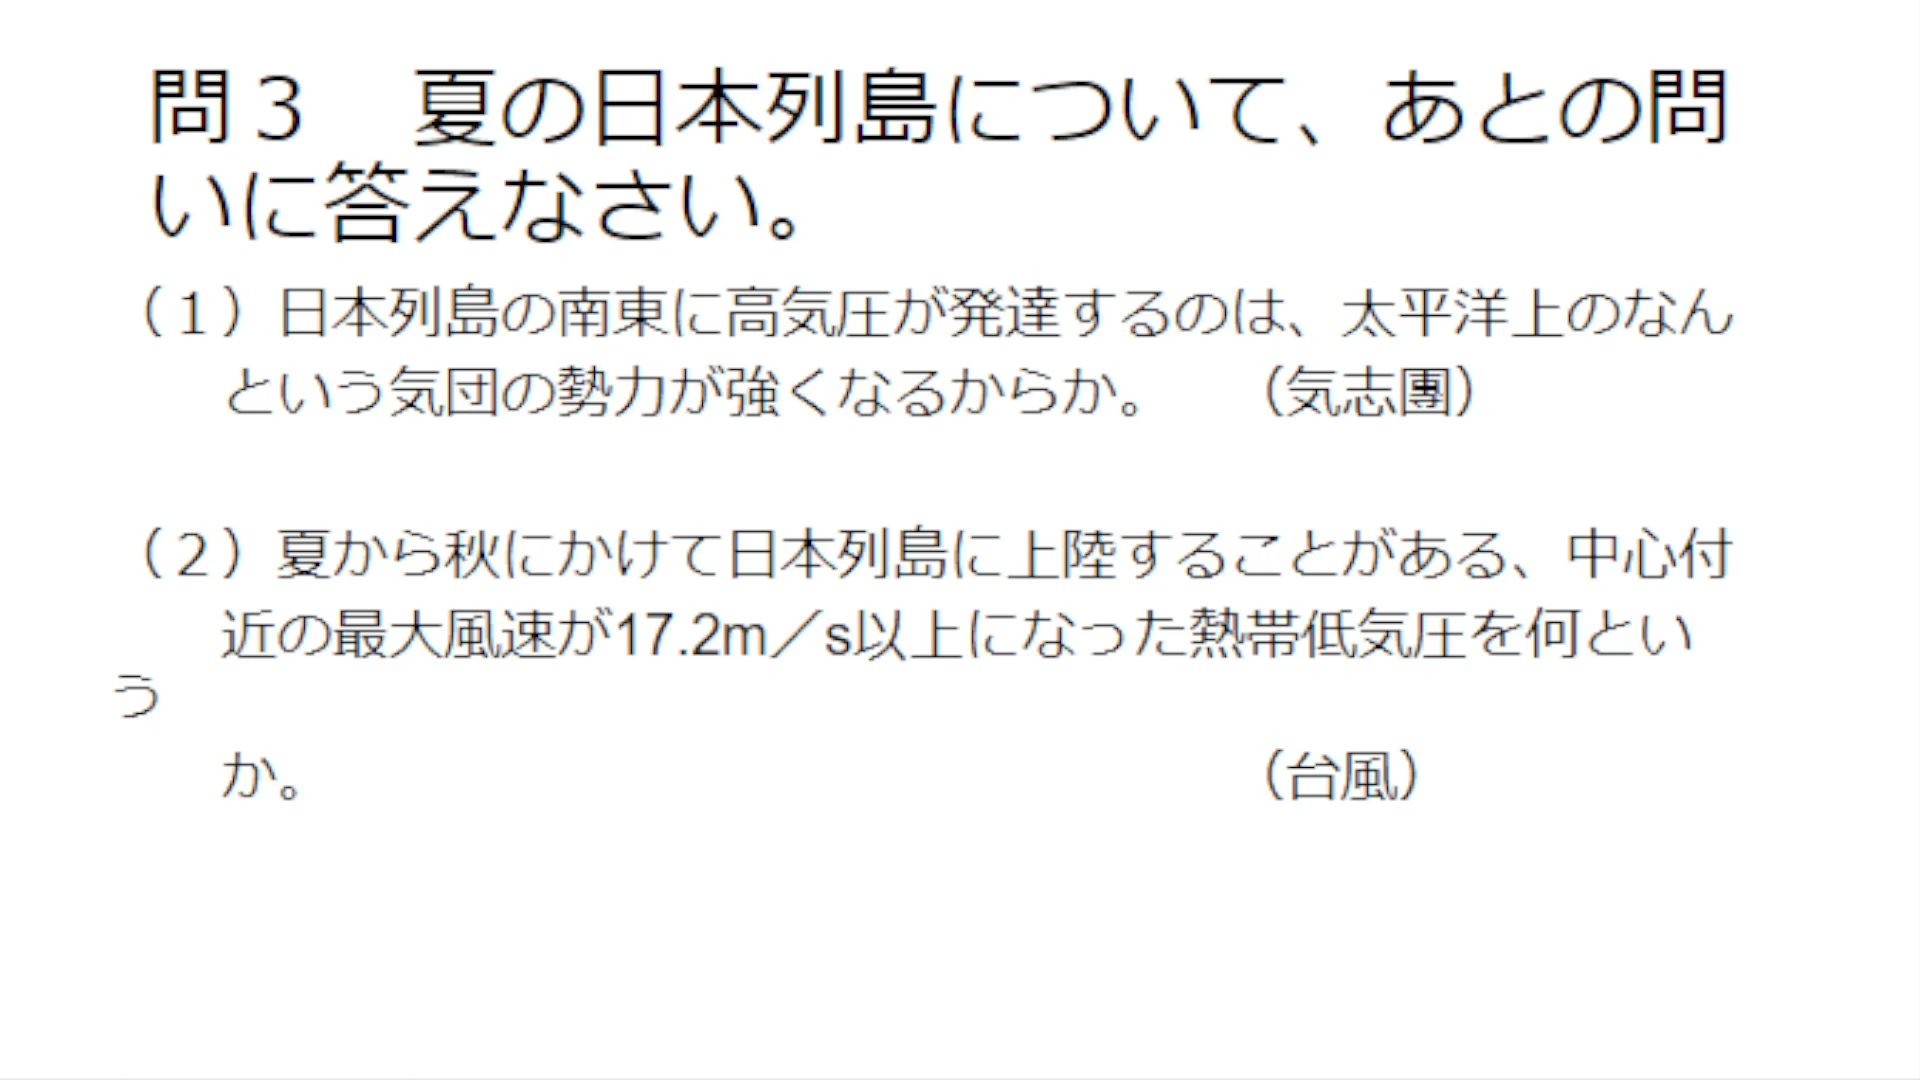 問３　夏の日本列島について、あとの問
いに答えなさい。
（１）日本列島の南東に高気圧が発達するのは、太平洋上のなん
という気団の勢力が強くなるからか。　（気志團）
（２）夏から秋にかけて日本列島に上陸することがある、中心付
近の最大風速が17.2m／s以上になった熱帯低気圧を何とい
う
か。　（台風）